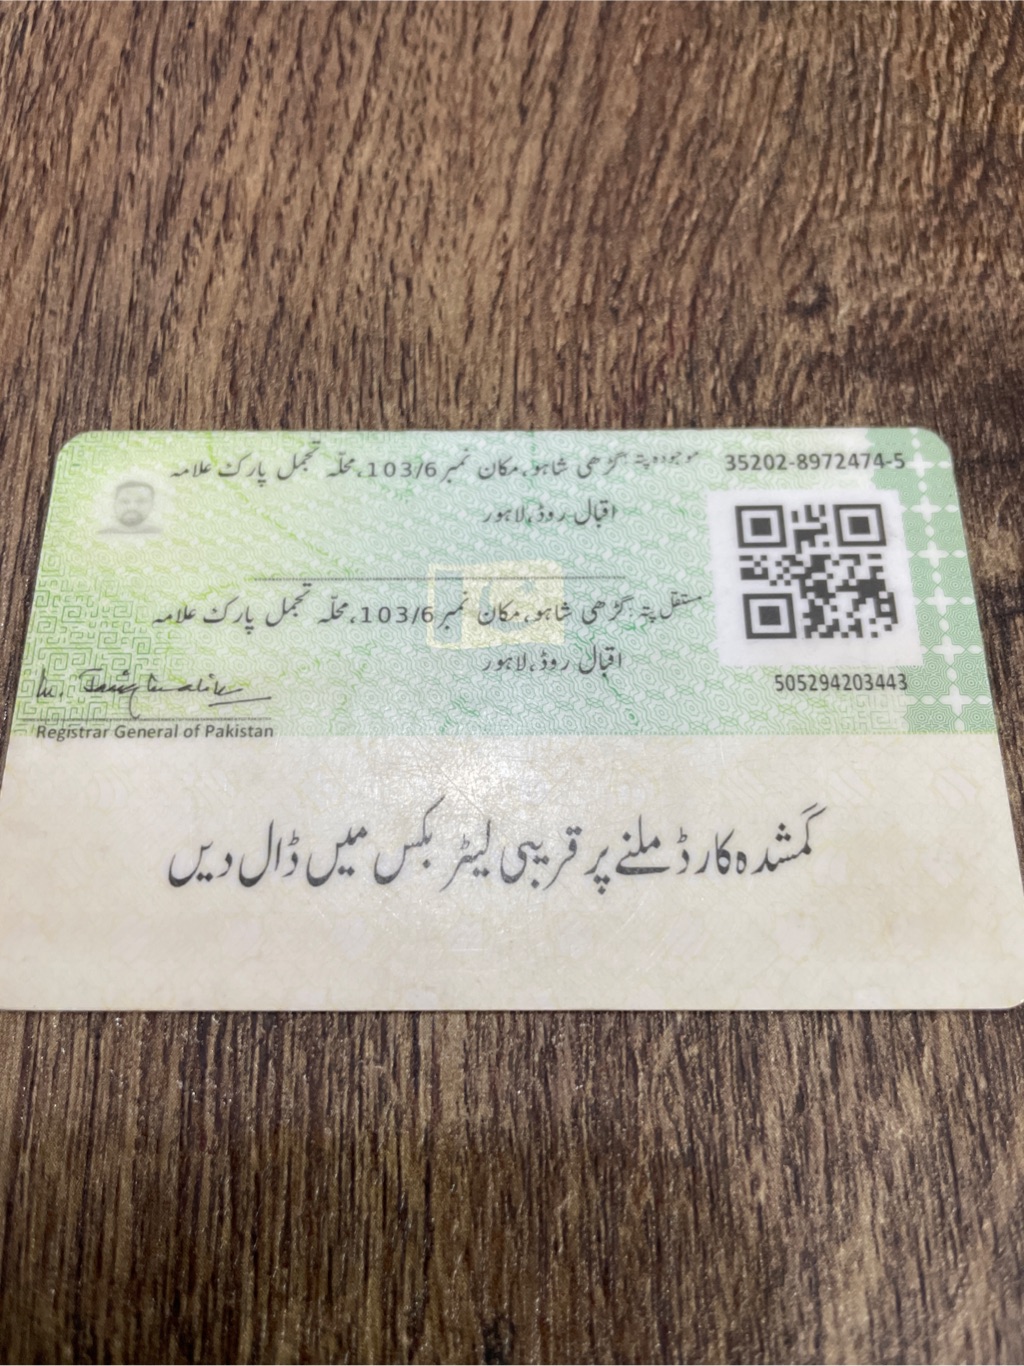 موجودہ پتہ: گڑھی شاہو، مکان نمبر 103/6، محلّہ تجمل پارک علامہ
اقبال روڈ، لاہور
35202-8972474-5
مستقل پتہ: گڑھی شاہو، مکان نمبر 103/6، محلّہ تجمل پارک علامہ
اقبال روڈ، لاہور
505294203443
Registrar General of Pakistan
گمشدہ کارڈ ملنے پر قریبی لیٹر بکس میں ڈال دیں